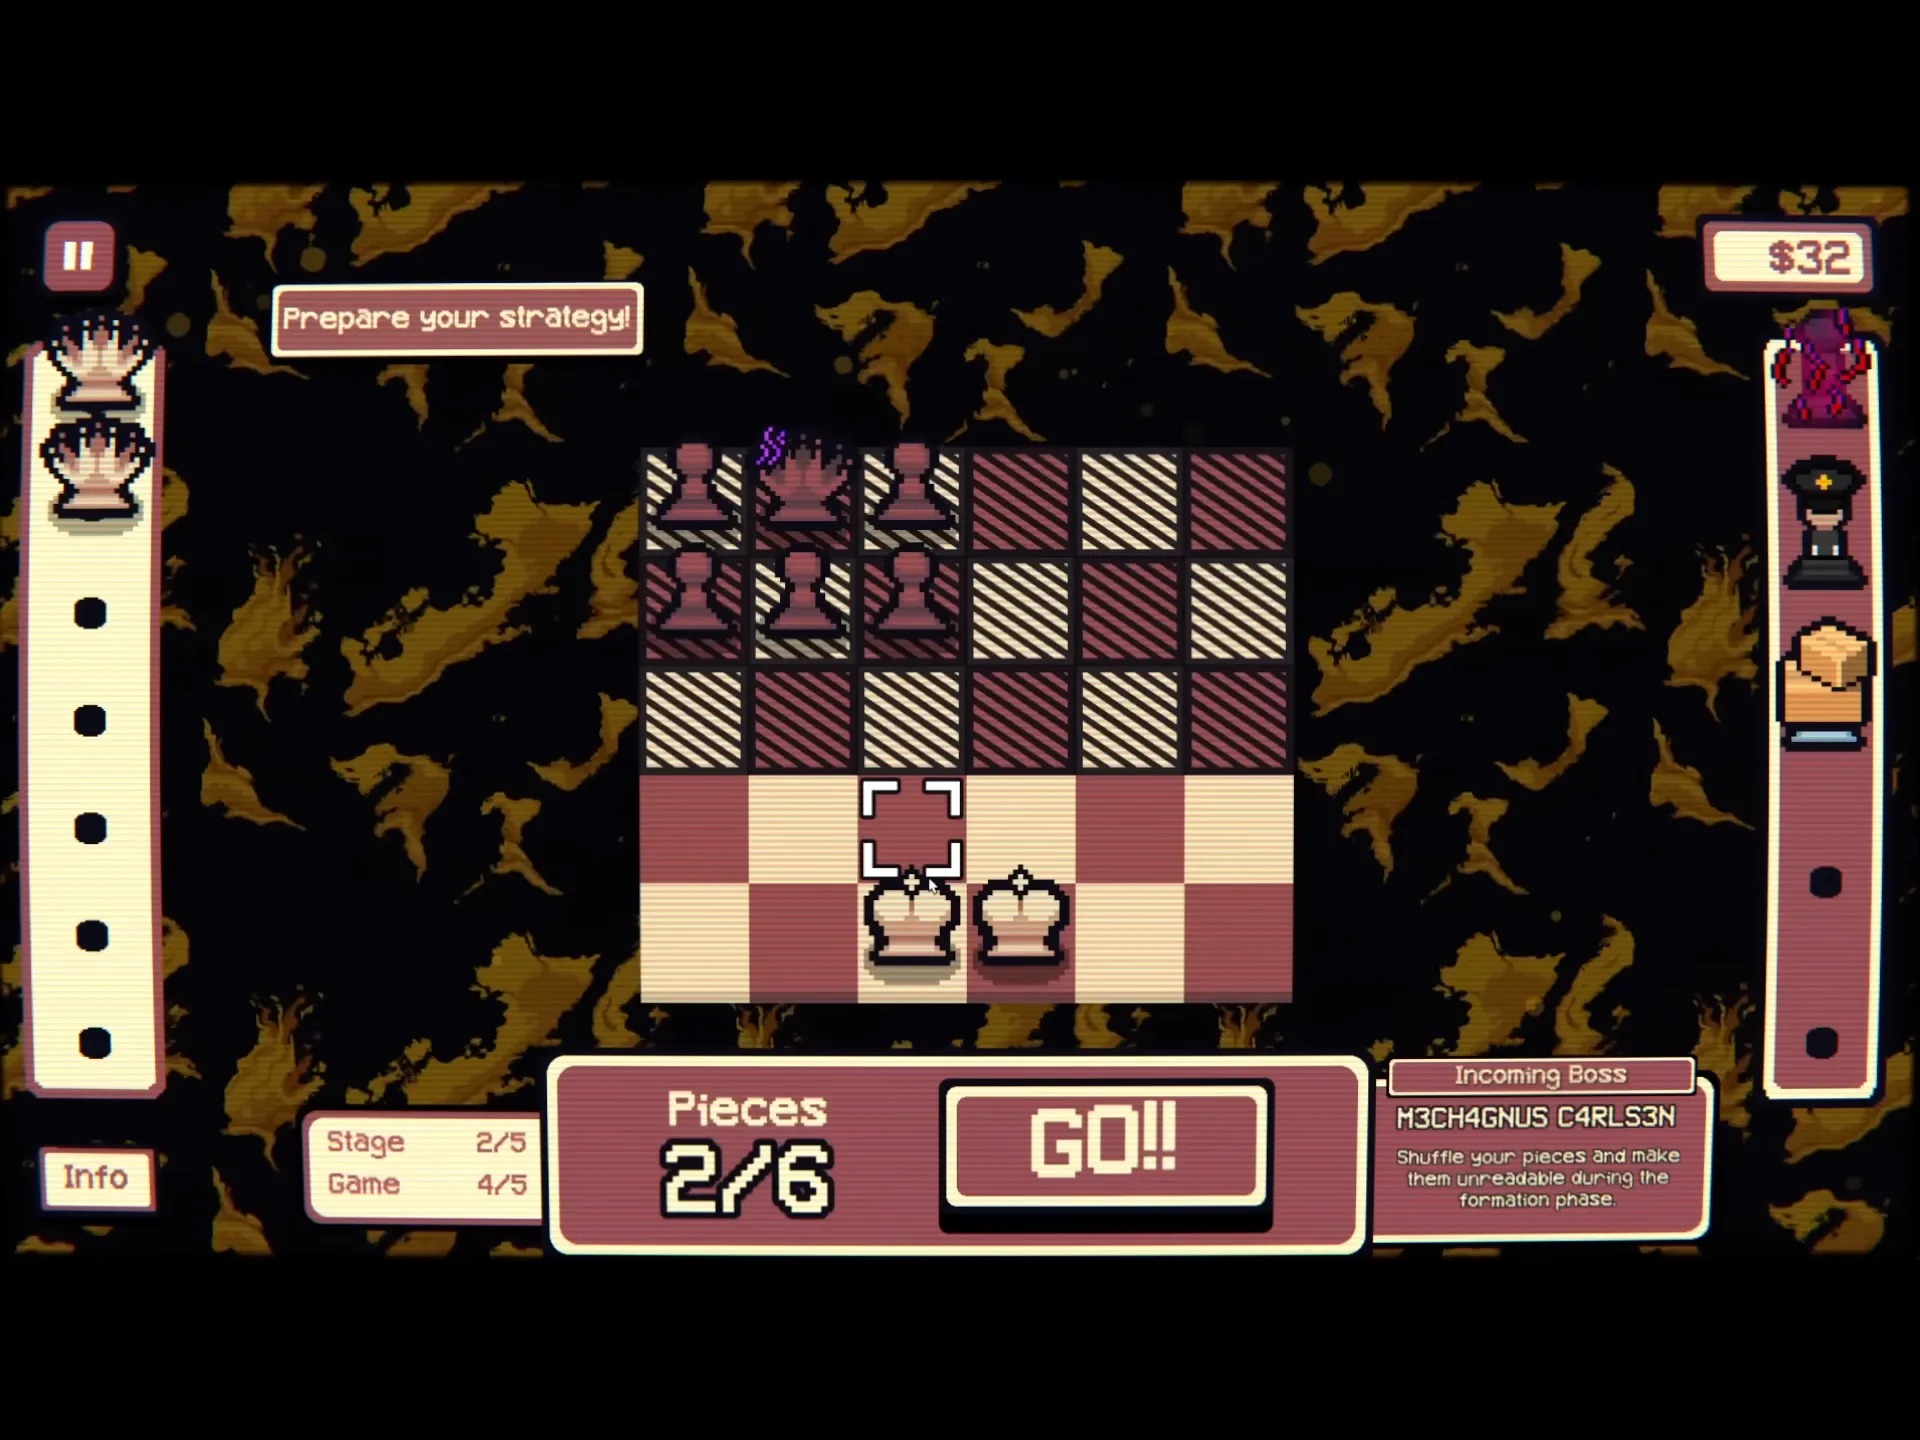 $32
Prepare your strategy!
Info
Stage 2/5
Game 4/5
Pieces
2/6
GO!!
Incoming Boss
M3CH4GNUS C4RLS3N
Shuffle your pieces and make
them unreadable during the
formation phase.